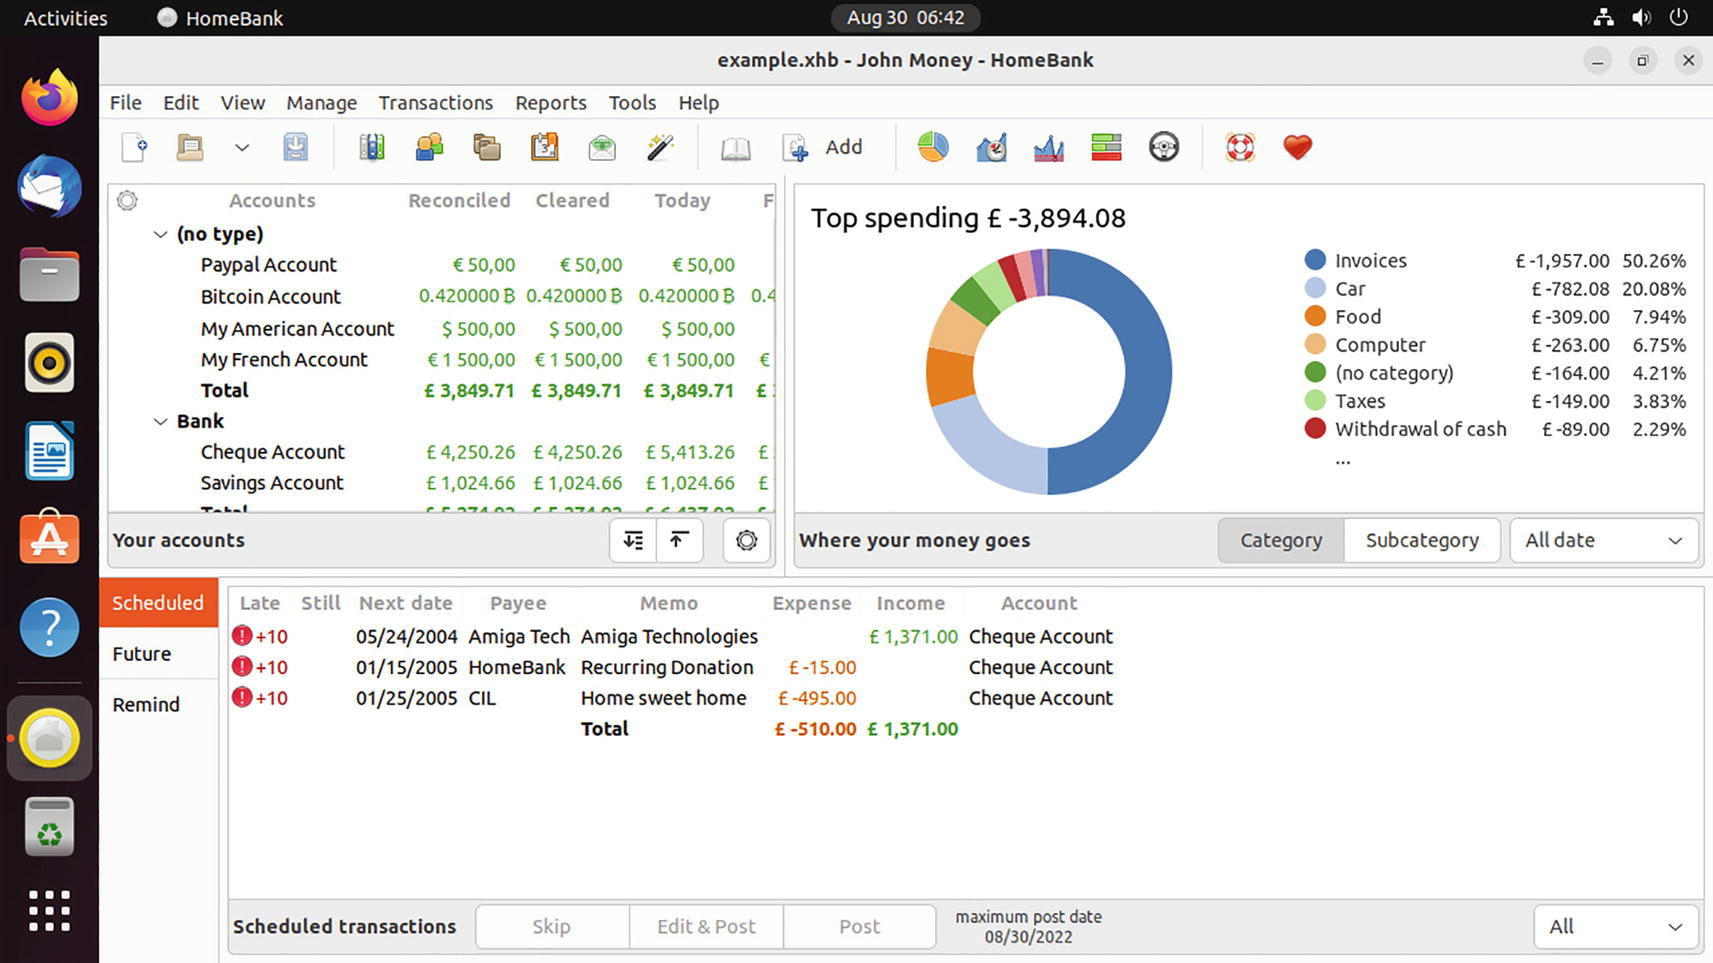 Activities HomeBank Aug 30 06:42
example.xhb - John Money - HomeBank
File Edit View Manage Transactions Reports Tools Help
Add
Accounts Reconciled Cleared Today F
(no type)
Paypal Account € 50,00 € 50,00 € 50,00
Bitcoin Account 0.420000 ₿ 0.420000 ₿ 0.420000 ₿ 0.4
My American Account $ 500,00 $ 500,00 $ 500,00
My French Account € 1 500,00 € 1 500,00 € 1 500,00 €
Total £ 3,849.71 £ 3,849.71 £ 3,849.71 £
Bank
Cheque Account £ 4,250.26 £ 4,250.26 £ 5,413.26 £
Savings Account £ 1,024.66 £ 1,024.66 £ 1,024.66 £
Total
Your accounts
Top spending £ -3,894.08
Invoices £ -1,957.00 50.26%
Car £ -782.08 20.08%
Food £ -309.00 7.94%
Computer £ -263.00 6.75%
(no category) £ -164.00 4.21%
Taxes £ -149.00 3.83%
Withdrawal of cash £ -89.00 2.29%
...
Where your money goes Category Subcategory All date
Scheduled
Future
Remind
Late Still Next date Payee Memo Expense Income Account
+10 05/24/2004 Amiga Tech Amiga Technologies £ 1,371.00 Cheque Account
+10 01/15/2005 HomeBank Recurring Donation £ -15.00 Cheque Account
+10 01/25/2005 CIL Home sweet home £ -495.00 Cheque Account
Total £ -510.00 £ 1,371.00
Scheduled transactions Skip Edit & Post Post
maximum post date
08/30/2022
All